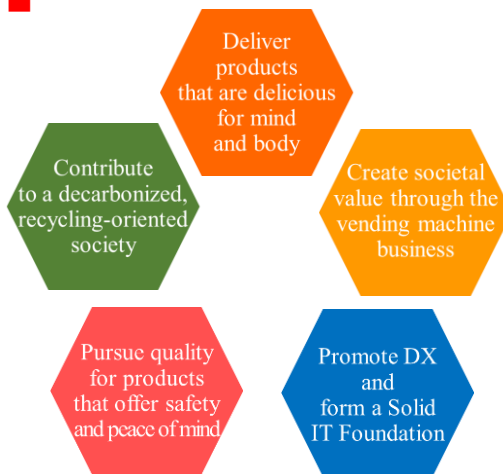 Deliver
products
that are delicious
for mind
and body
Contribute
to a decarbonized,
recycling-oriented
society
Create societal
value through the
vending machine
business
Pursue quality
for products
that offer safety
and peace of mind
Promote DX
and
form a Solid
IT Foundation